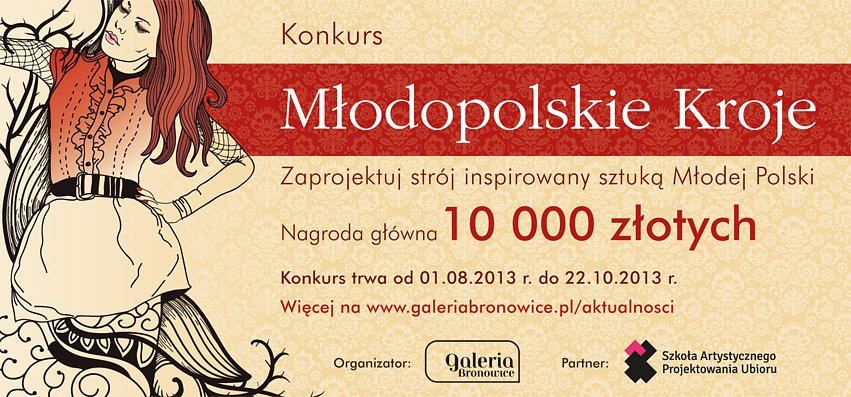 Konkurs
Młodopolskie Kroje
Zaprojektuj strój inspirowany sztuką Młodej Polski
Nagroda główna 10 000 złotych
Konkurs trwa od 01.08.2013 r. do 22.10.2013 r.
Więcej na www.galeriabronowice.pl/aktualnosci
Organizator:
galeria
Bronowice
Partner:
Szkoła Artystycznego
Projektowania Ubioru